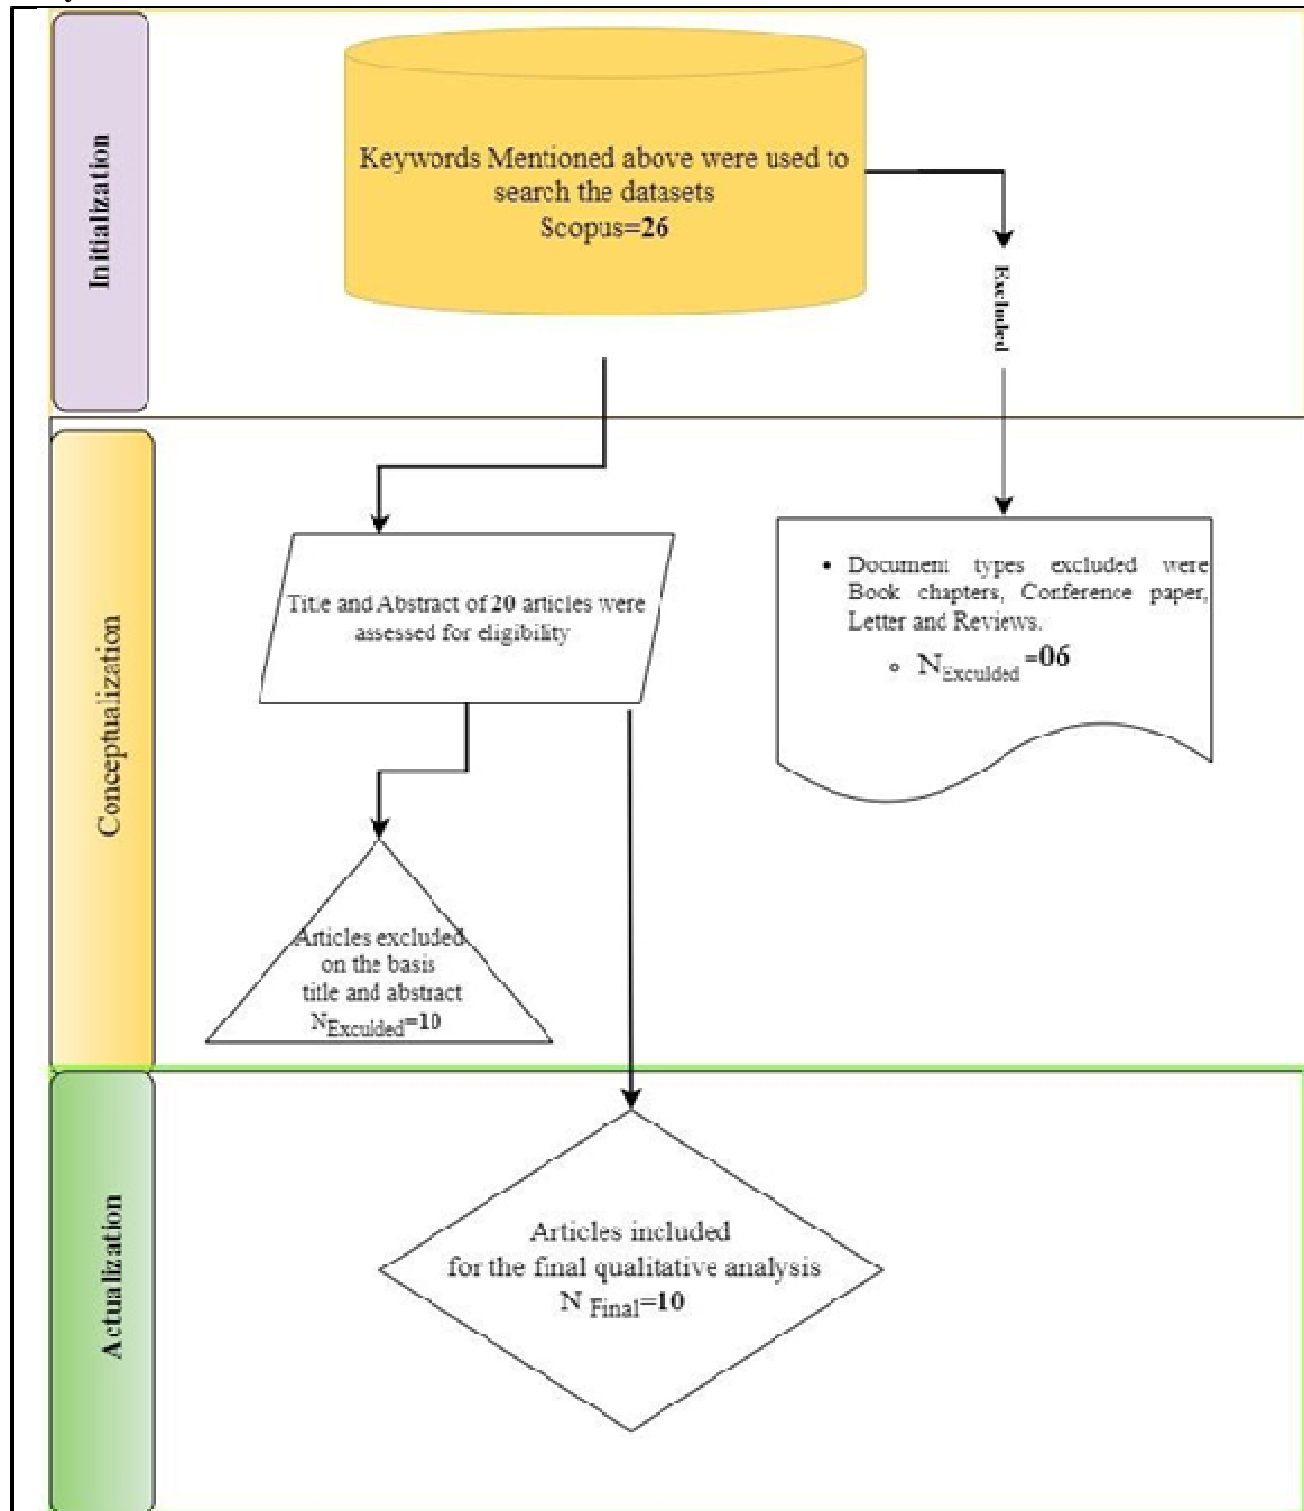 Initialization
Keywords Mentioned above were used to
search the datasets
Scopus=26
Excluded
Conceptualization
Title and Abstract of 20 articles were
assessed for eligibility
• Document types excluded were
Book chapters, Conference paper,
Letter and Reviews.
∘ NExculded =06
Articles excluded
on the basis
title and abstract
NExculded=10
Actualization
Articles included
for the final qualitative analysis
N Final=10